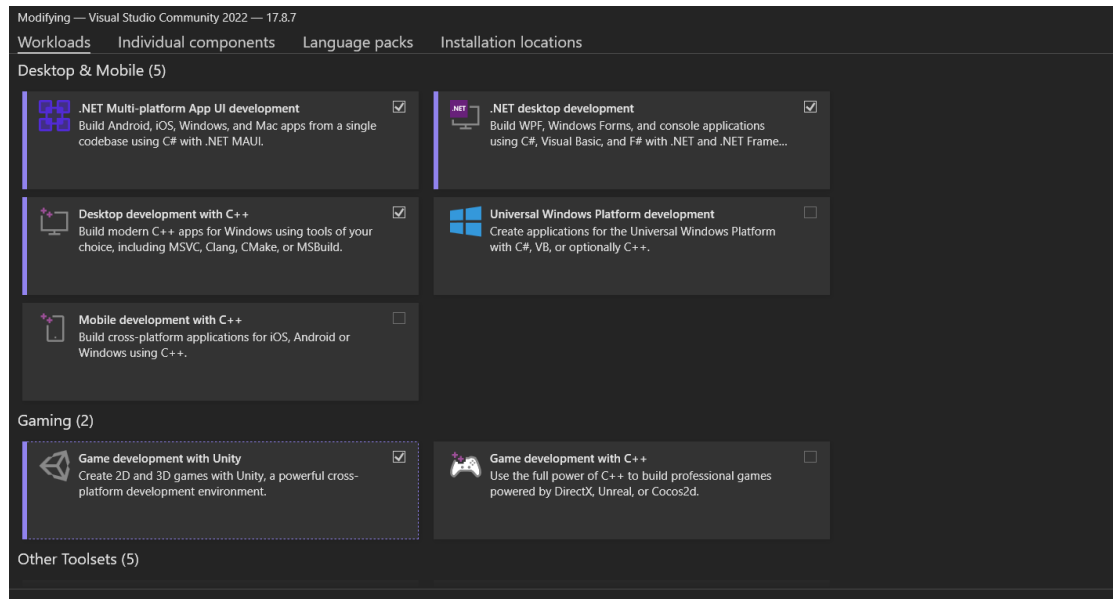 Modifying — Visual Studio Community 2022 — 17.8.7
Workloads Individual components Language packs Installation locations
Desktop & Mobile (5)
.NET Multi-platform App UI development
Build Android, iOS, Windows, and Mac apps from a single
codebase using C# with .NET MAUI.
.NET
.NET desktop development
Build WPF, Windows Forms, and console applications
using C#, Visual Basic, and F# with .NET and .NET Frame...
Desktop development with C++
Build modern C++ apps for Windows using tools of your
choice, including MSVC, Clang, CMake, or MSBuild.
Universal Windows Platform development
Create applications for the Universal Windows Platform
with C#, VB, or optionally C++.
Mobile development with C++
Build cross-platform applications for iOS, Android or
Windows using C++.
Gaming (2)
Game development with Unity
Create 2D and 3D games with Unity, a powerful cross-
platform development environment.
Game development with C++
Use the full power of C++ to build professional games
powered by DirectX, Unreal, or Cocos2d.
Other Toolsets (5)